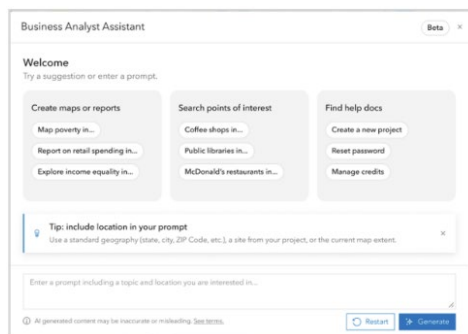 Business Analyst Assistant
Beta ×
Welcome
Try a suggestion or enter a prompt.
Create maps or reports
Map poverty in...
Report on retail spending in...
Explore income equality in...
Search points of interest
Coffee shops in...
Public libraries in...
McDonald's restaurants in...
Find help docs
Create a new project
Reset password
Manage credits
Tip: include location in your prompt ×
Use a standard geography (state, city, ZIP Code, etc.), a site from your project, or the current map extent.
Enter a prompt including a topic and location you are interested in...
AI generated content may be inaccurate or misleading. See terms.
Restart
Generate